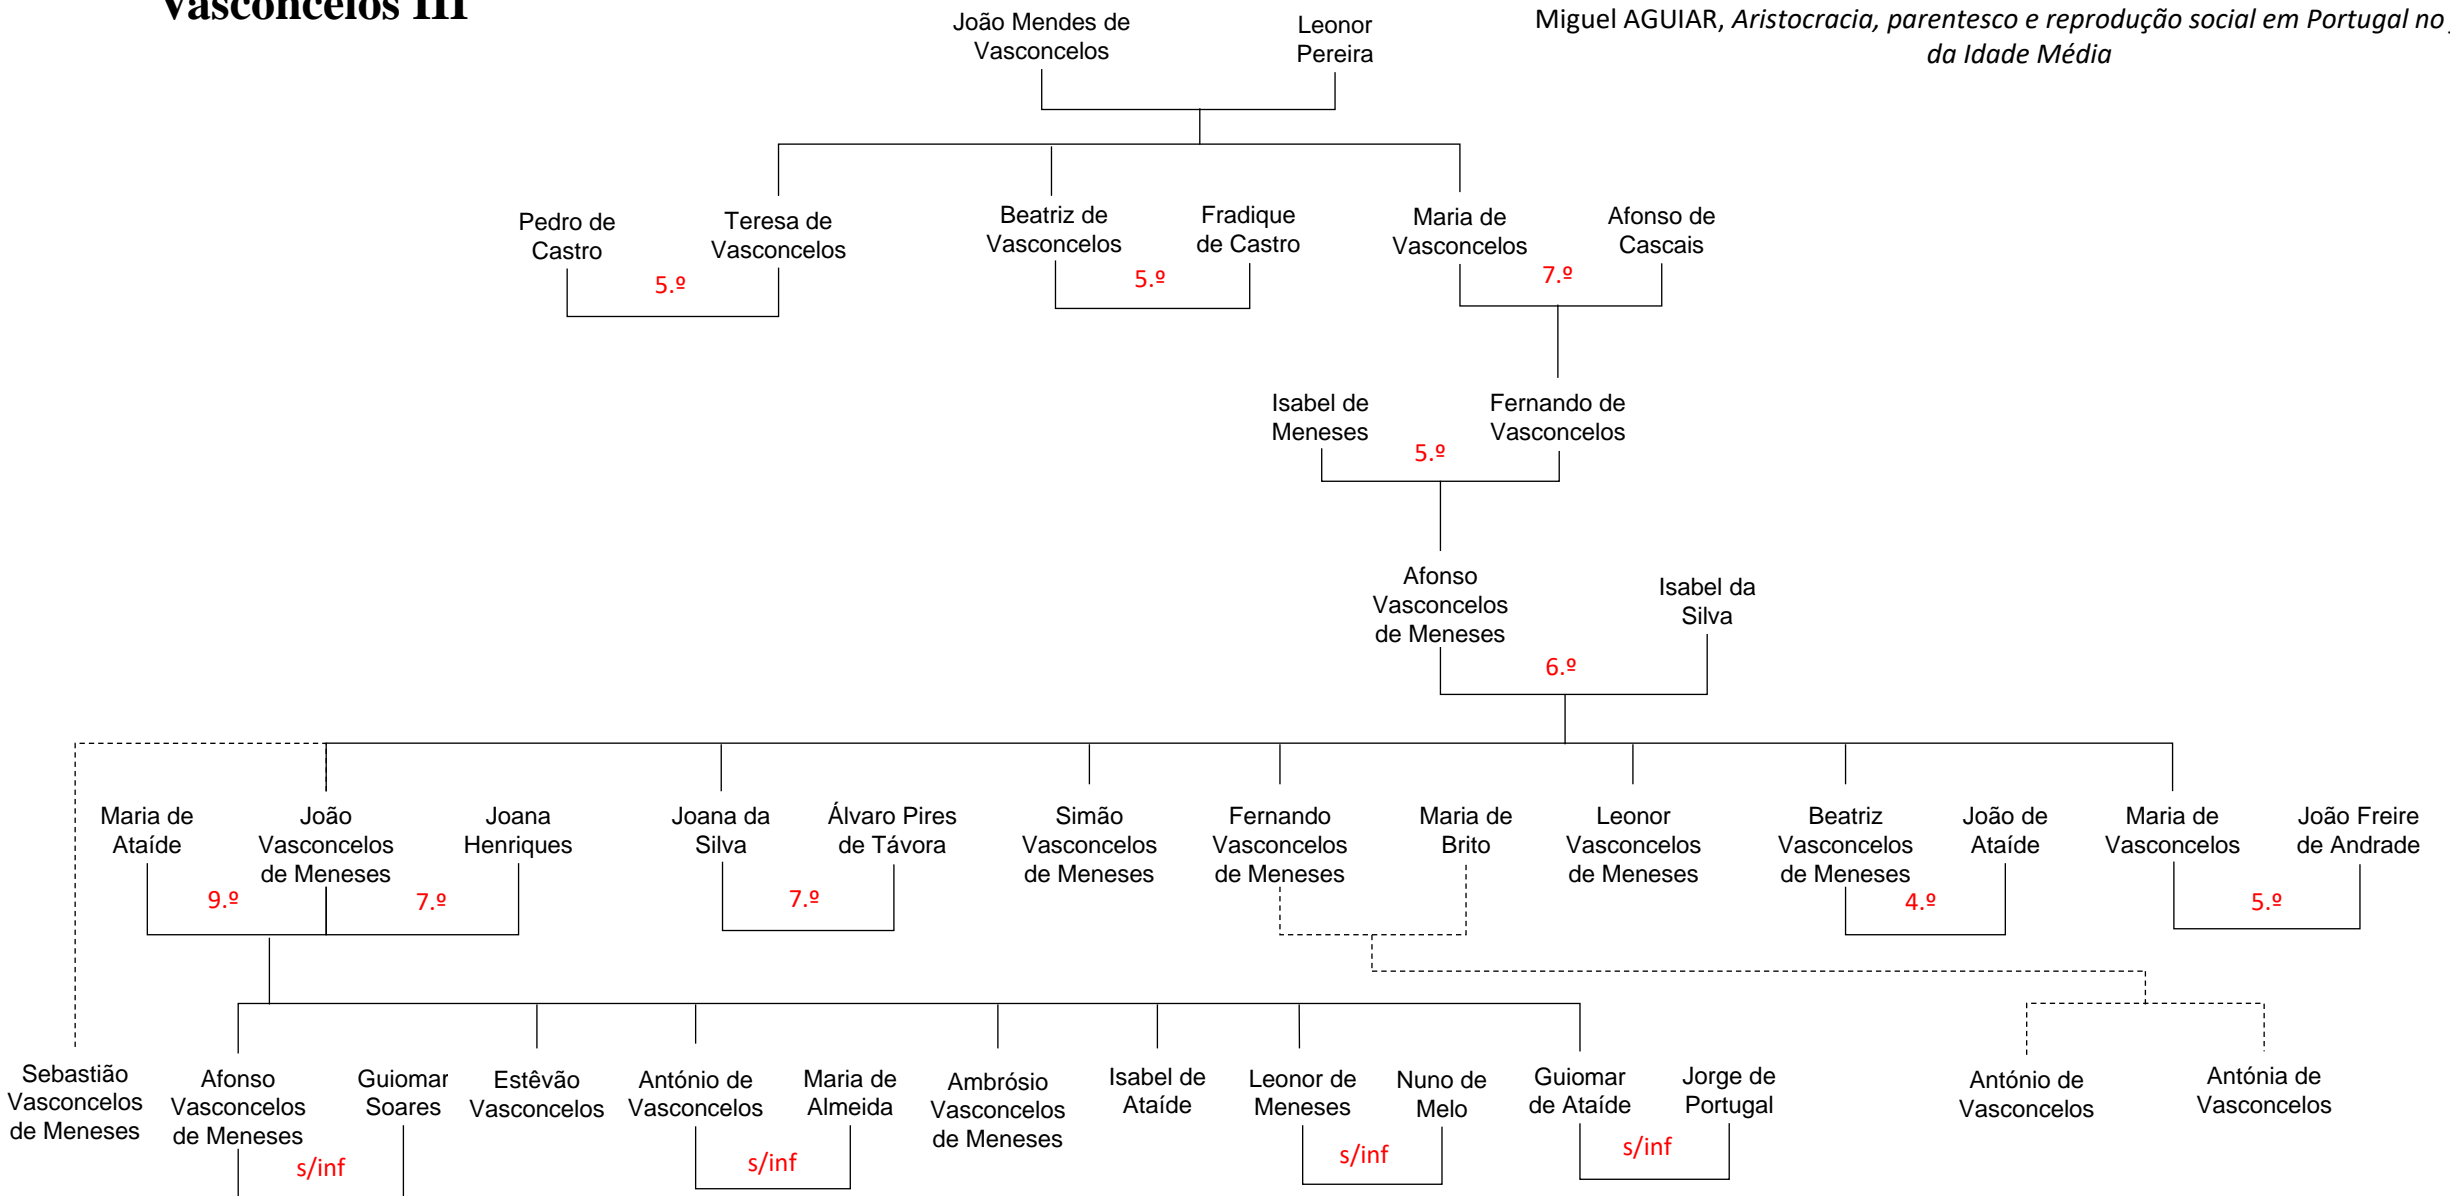 Vasconcelos III
Miguel AGUIAR, Aristocracia, parentesco e reprodução social em Portugal no
da Idade Média
João Mendes de
Vasconcelos
Leonor
Pereira
Pedro de
Castro
Teresa de
Vasconcelos
Beatriz de
Vasconcelos
Fradique
de Castro
Maria de
Vasconcelos
Afonso de
Cascais
5.º
5.º
7.º
Isabel de
Meneses
Fernando de
Vasconcelos
5.º
Afonso
Vasconcelos
de Meneses
Isabel da
Silva
6.º
Maria de
Ataíde
João
Vasconcelos
de Meneses
Joana
Henriques
Joana da
Silva
Álvaro Pires
de Távora
Simão
Vasconcelos
de Meneses
Fernando
Vasconcelos
de Meneses
Maria de
Brito
Leonor
Vasconcelos
de Meneses
Beatriz
Vasconcelos
de Meneses
João de
Ataíde
Maria de
Vasconcelos
João Freire
de Andrade
9.º
7.º
7.º
4.º
5.º
Sebastião
Vasconcelos
de Meneses
Afonso
Vasconcelos
de Meneses
Guiomar
Soares
Estêvão
Vasconcelos
António de
Vasconcelos
Maria de
Almeida
Ambrósio
Vasconcelos
de Meneses
Isabel de
Ataíde
Leonor de
Meneses
Nuno de
Melo
Guiomar
de Ataíde
Jorge de
Portugal
António de
Vasconcelos
Antónia de
Vasconcelos
s/inf
s/inf
s/inf
s/inf